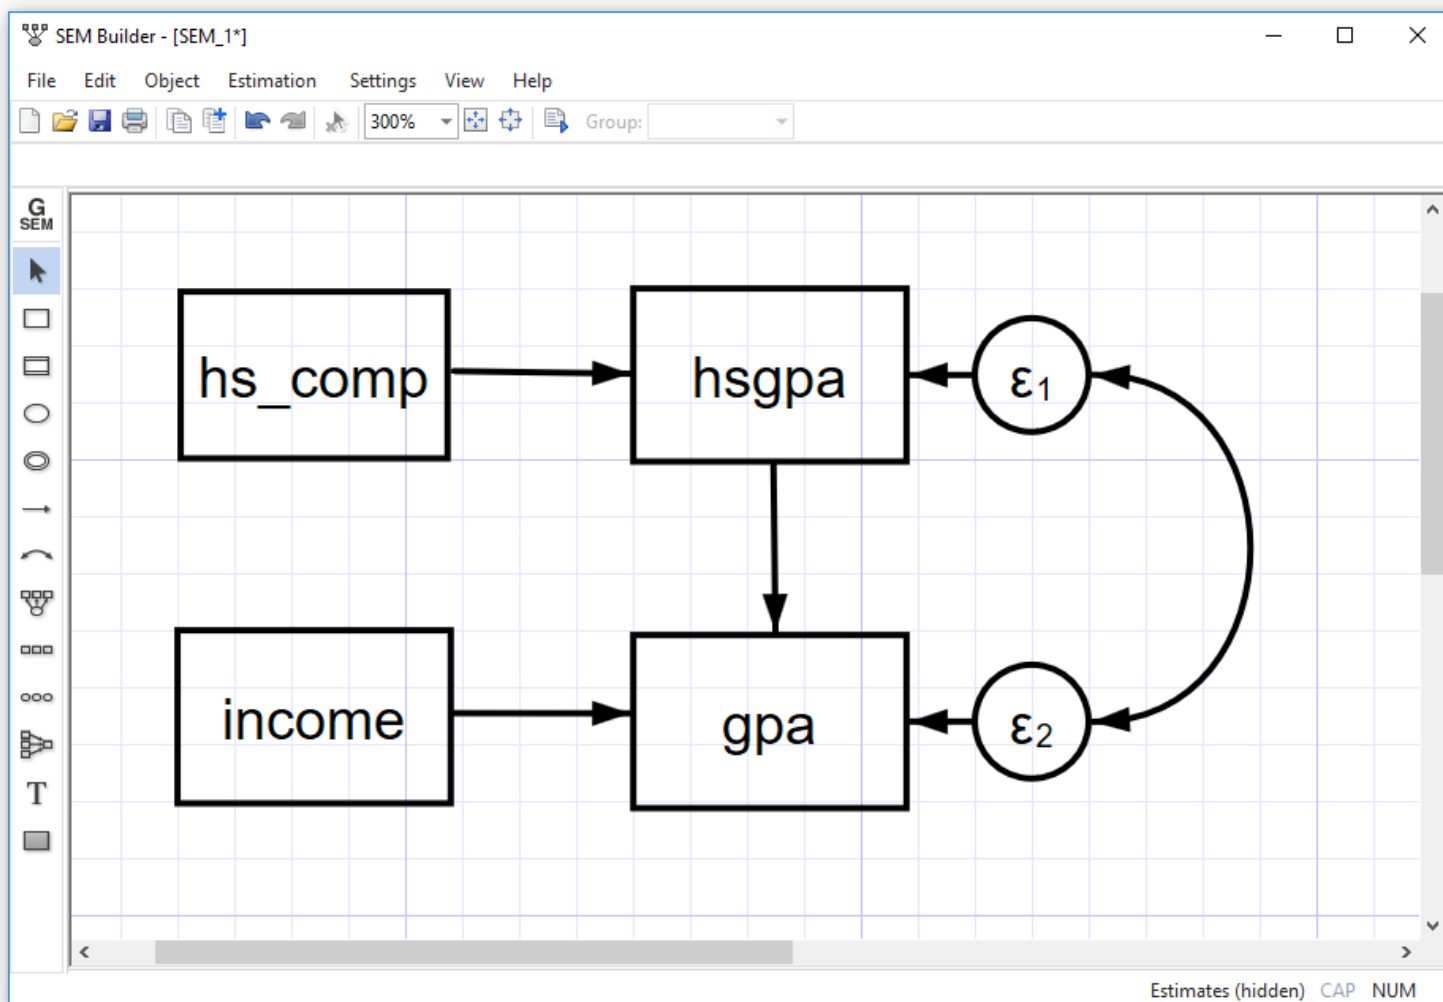 SEM Builder - [SEM_1*]
File Edit Object Estimation Settings View Help
300% Group:
G
SEM
hs_comp hsgpa ε1
income gpa ε2
T
Estimates (hidden) CAP NUM